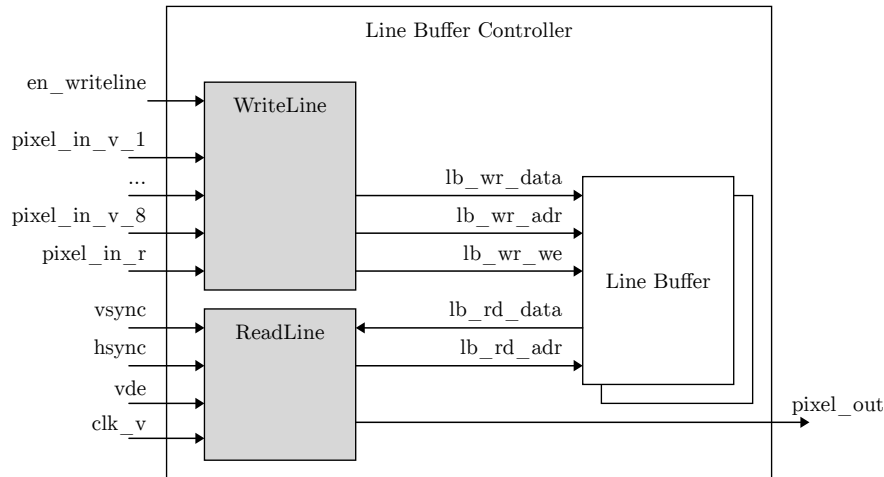 Line Buffer Controller
en_writeline
WriteLine
pixel_in_v_1
...
pixel_in_v_8
pixel_in_r
lb_wr_data
lb_wr_adr
lb_wr_we
Line Buffer
vsync
hsync
vde
clk_v
ReadLine
lb_rd_data
lb_rd_adr
pixel_out